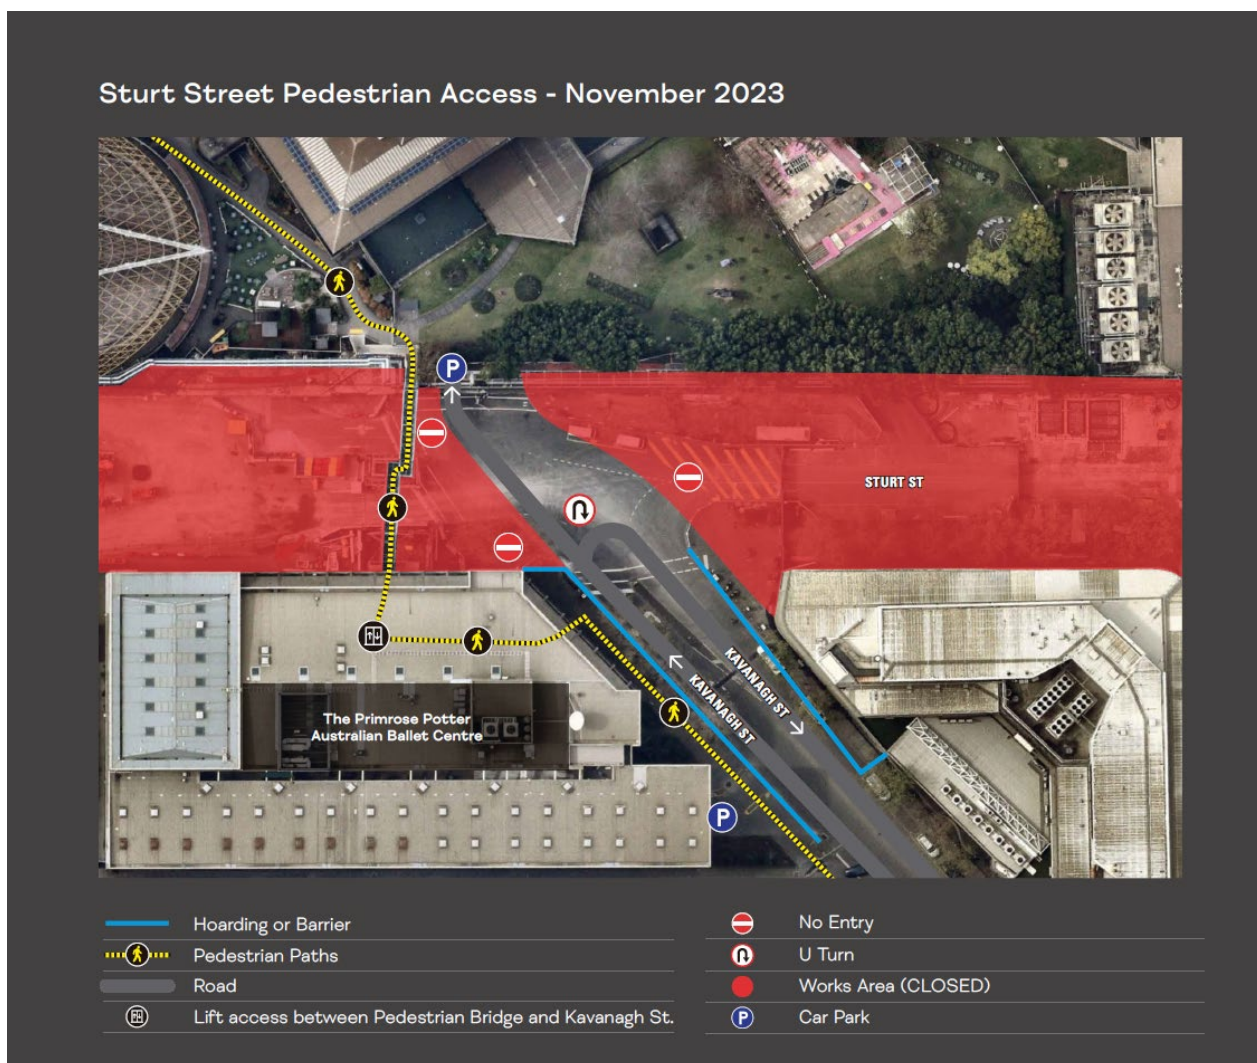 Sturt Street Pedestrian Access - November 2023
P
STURT ST
KAVANAGH ST
KAVANAGH ST
The Primrose Potter
Australian Ballet Centre
P
Hoarding or Barrier
Pedestrian Paths
Road
Lift access between Pedestrian Bridge and Kavanagh St.
No Entry
U Turn
Works Area (CLOSED)
P
Car Park